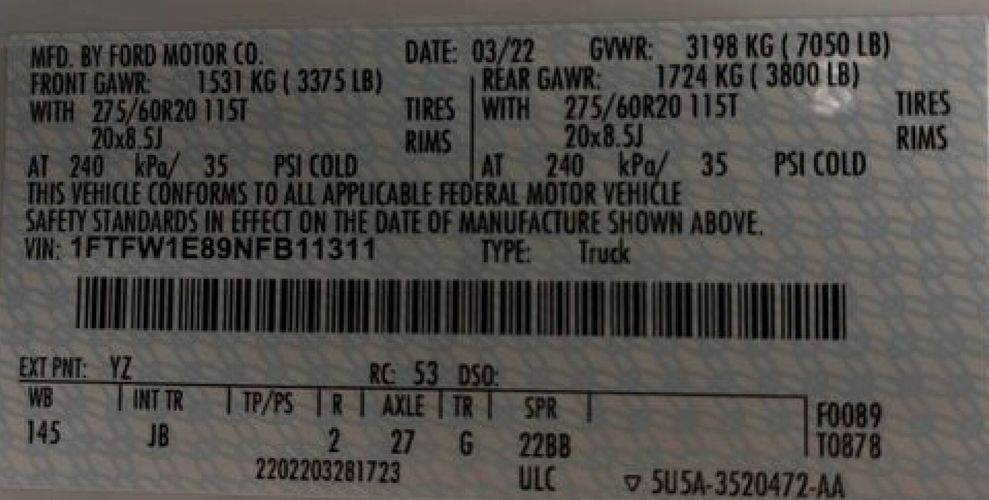 MFD. BY FORD MOTOR CO. DATE: 03/22 GVWR: 3198 KG ( 7050 LB)
FRONT GAWR: 1531 KG ( 3375 LB) REAR GAWR: 1724 KG ( 3800 LB)
WITH 275/60R20 115T TIRES WITH 275/60R20 115T TIRES
20x8.5J RIMS 20x8.5J RIMS
AT 240 kPa/ 35 PSI COLD AT 240 kPa/ 35 PSI COLD
THIS VEHICLE CONFORMS TO ALL APPLICABLE FEDERAL MOTOR VEHICLE
SAFETY STANDARDS IN EFFECT ON THE DATE OF MANUFACTURE SHOWN ABOVE.
VIN: 1FTFW1E89NFB11311 TYPE: Truck
EXT PNT: YZ RC: 53 DSO:
WB INT TR TP/PS R AXLE TR SPR F0089
145 JB 2 27 G 22BB T0878
2202203281723 ULC ▽ 5U5A-3520472-AA